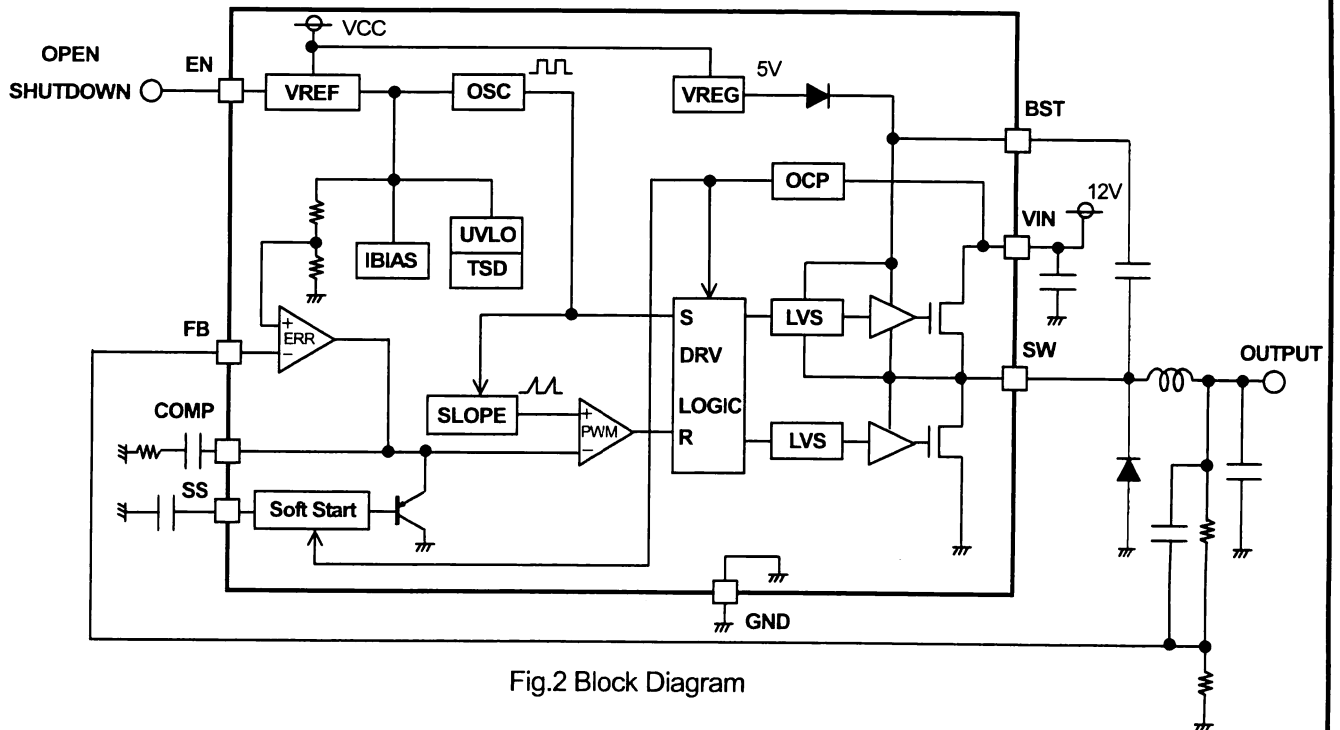 VCC
OPEN
SHUTDOWN
EN
VREF
OSC
5V
VREG
BST
OCP
12V
VIN
UVLO
TSD
IBIAS
FB
+
ERR
−
S
DRV
LOGIC
R
LVS
SW
OUTPUT
COMP
SLOPE
+
PWM
−
LVS
SS
Soft Start
GND
Fig.2 Block Diagram